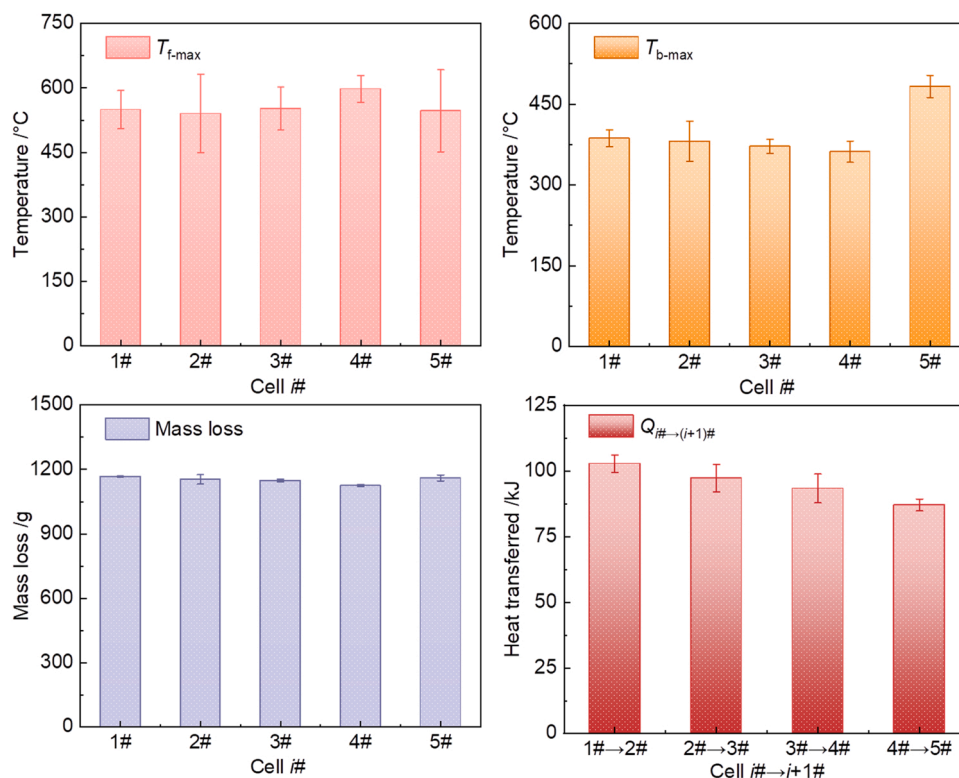 750
600
450
300
150
0
Temperature /°C
T_f-max
1# 2# 3# 4# 5#
Cell i#
600
450
300
150
0
Temperature /°C
T_b-max
1# 2# 3# 4# 5#
Cell i#
1500
1200
900
600
300
0
Mass loss /g
Mass loss
1# 2# 3# 4# 5#
Cell i#
125
100
75
50
25
0
Heat transferred /kJ
Q_i#→(i+1)#
1#→2# 2#→3# 3#→4# 4#→5#
Cell i#→i+1#